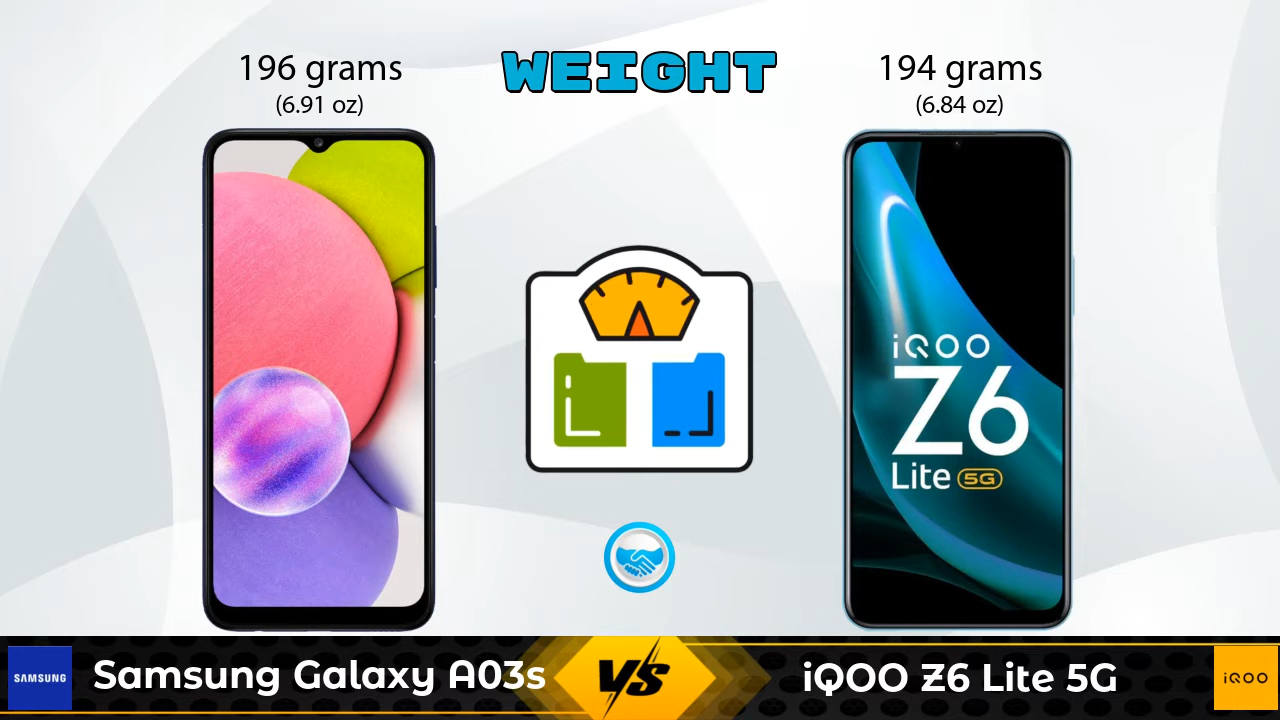 WEIGHT
196 grams
(6.91 oz)
194 grams
(6.84 oz)
iQOO
Z6
Lite 5G
SAMSUNG
Samsung Galaxy A03s
VS
iQOO Z6 Lite 5G
iQOO